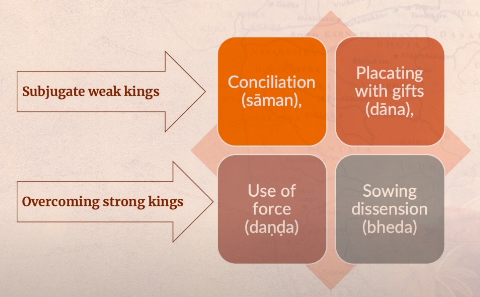 Subjugate weak kings
Conciliation
(sāman),
Placating
with gifts
(dāna),
Overcoming strong kings
Use of
force
(daṇḍa)
Sowing
dissension
(bheda)